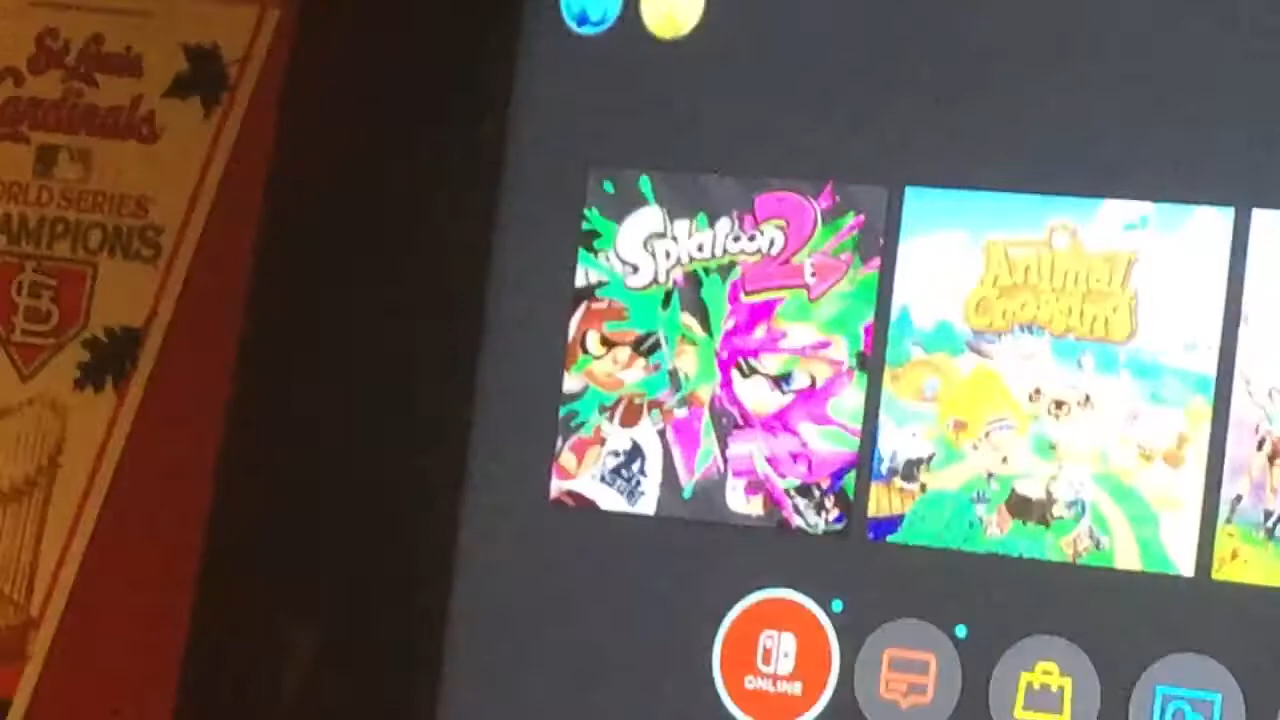 St. Louis
Cardinals
WORLD SERIES
CHAMPIONS
Splatoon 2
Animal
Crossing
ONLINE